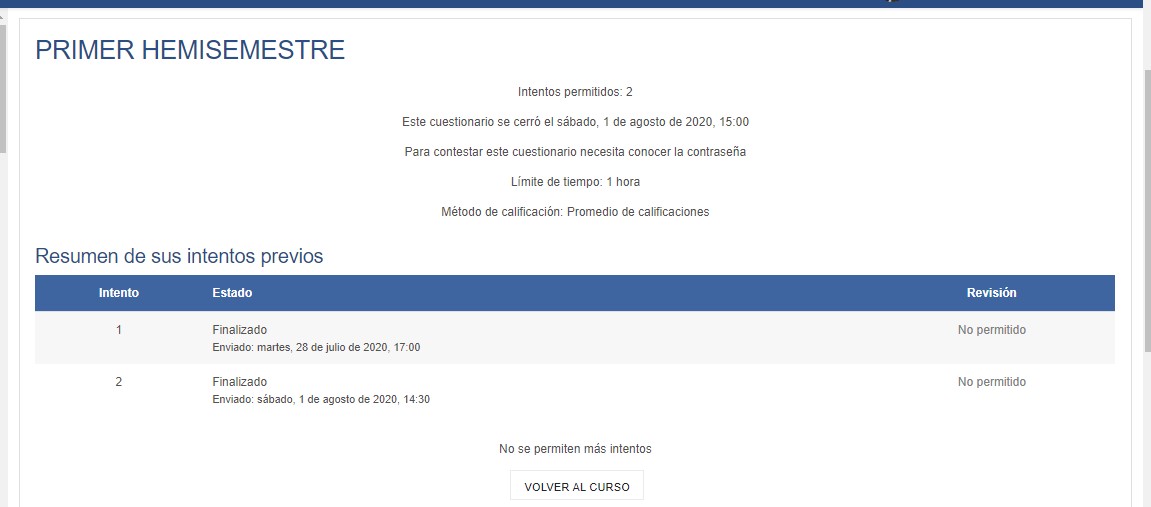 PRIMER HEMISEMESTRE
Intentos permitidos: 2
Este cuestionario se cerró el sábado, 1 de agosto de 2020, 15:00
Para contestar este cuestionario necesita conocer la contraseña
Límite de tiempo: 1 hora
Método de calificación: Promedio de calificaciones
Resumen de sus intentos previos
Intento Estado Revisión
1 Finalizado No permitido
Enviado: martes, 28 de julio de 2020, 17:00
2 Finalizado No permitido
Enviado: sábado, 1 de agosto de 2020, 14:30
No se permiten más intentos
VOLVER AL CURSO